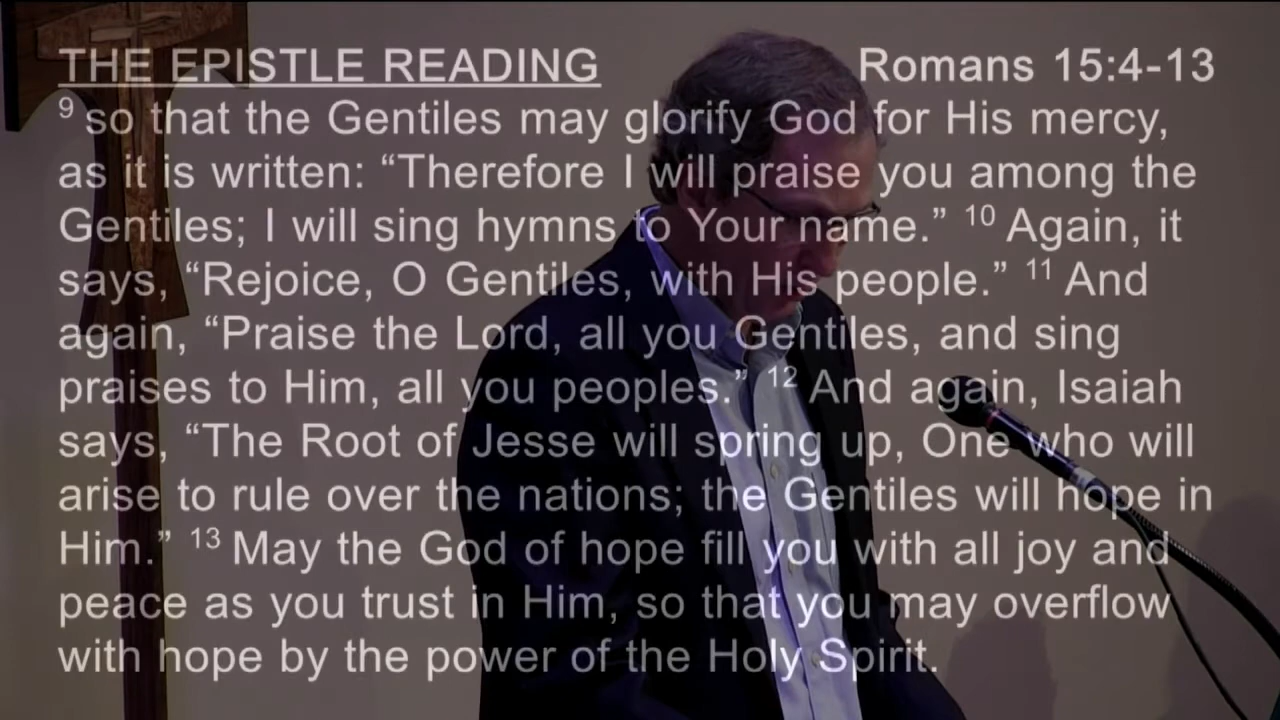 THE EPISTLE READING Romans 15:4-13
9 so that the Gentiles may glorify God for His mercy,
as it is written: “Therefore I will praise you among the
Gentiles; I will sing hymns to Your name.” 10 Again, it
says, “Rejoice, O Gentiles, with His people.” 11 And
again, “Praise the Lord, all you Gentiles, and sing
praises to Him, all you peoples.” 12 And again, Isaiah
says, “The Root of Jesse will spring up, One who will
arise to rule over the nations; the Gentiles will hope in
Him.” 13 May the God of hope fill you with all joy and
peace as you trust in Him, so that you may overflow
with hope by the power of the Holy Spirit.